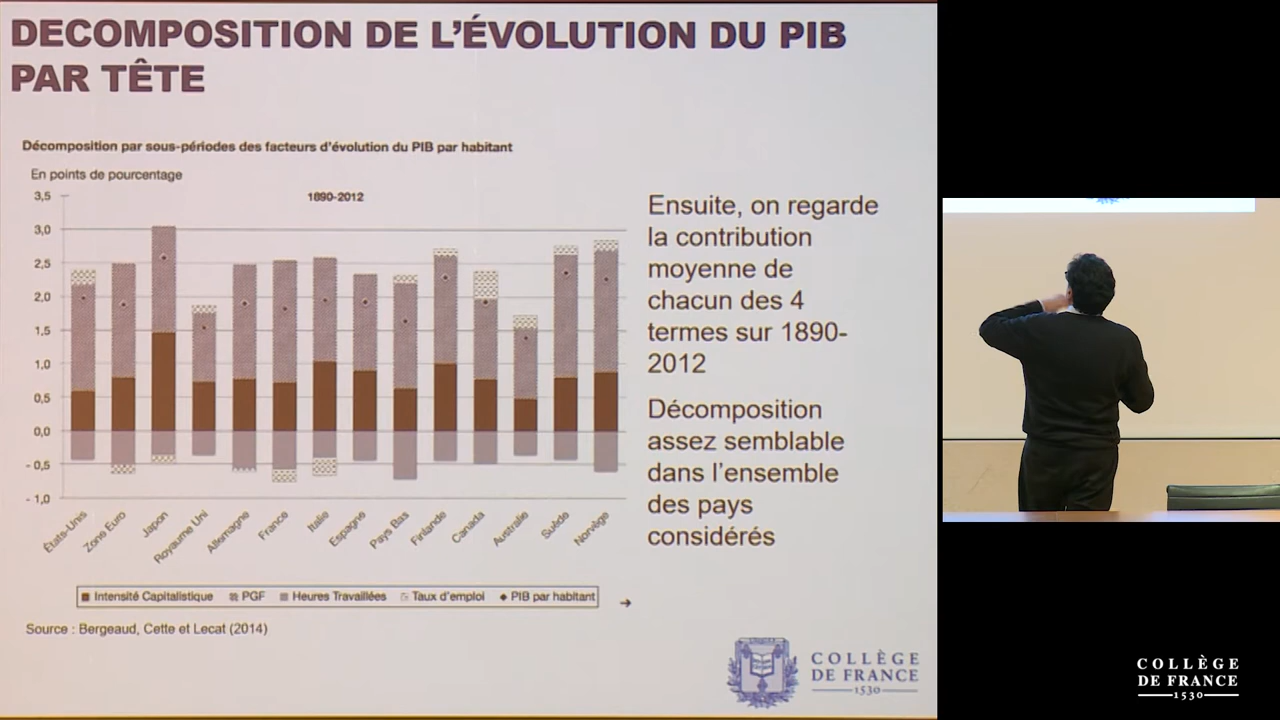 DECOMPOSITION DE L'ÉVOLUTION DU PIB
PAR TÊTE
Décomposition par sous-périodes des facteurs d'évolution du PIB par habitant
En points de pourcentage
1890-2012
3,5
3,0
2,5
2,0
1,5
1,0
0,5
0,0
- 0,5
- 1,0
États-Unis
Zone Euro
Japon
Royaume Uni
Allemagne
France
Italie
Espagne
Pays Bas
Finlande
Canada
Australie
Suède
Norvège
Intensité Capitalistique PGF Heures Travaillées Taux d'emploi PIB par habitant
Source : Bergeaud, Cette et Lecat (2014)
Ensuite, on regarde
la contribution
moyenne de
chacun des 4
termes sur 1890-
2012
Décomposition
assez semblable
dans l'ensemble
des pays
considérés
COLLÈGE
DE FRANCE
1530
COLLÈGE
DE FRANCE
1530